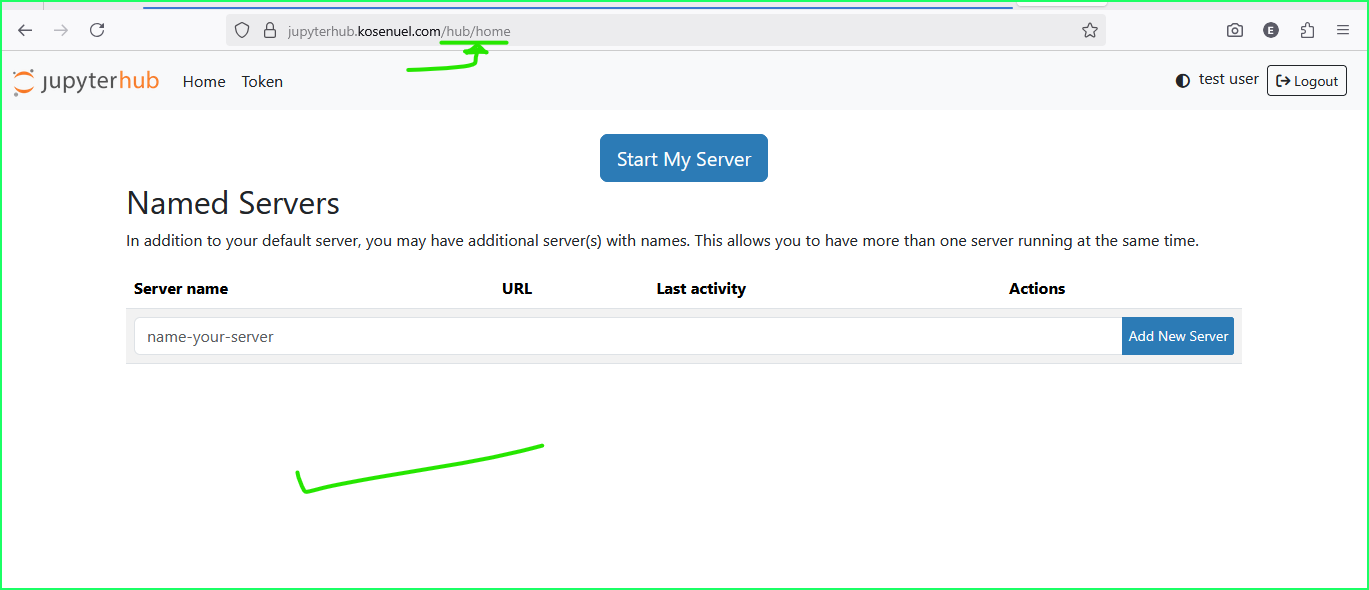 jupyterhub.kosenuel.com/hub/home
E
jupyterhub Home Token test user Logout
Start My Server
Named Servers
In addition to your default server, you may have additional server(s) with names. This allows you to have more than one server running at the same time.
Server name URL Last activity Actions
name-your-server Add New Server